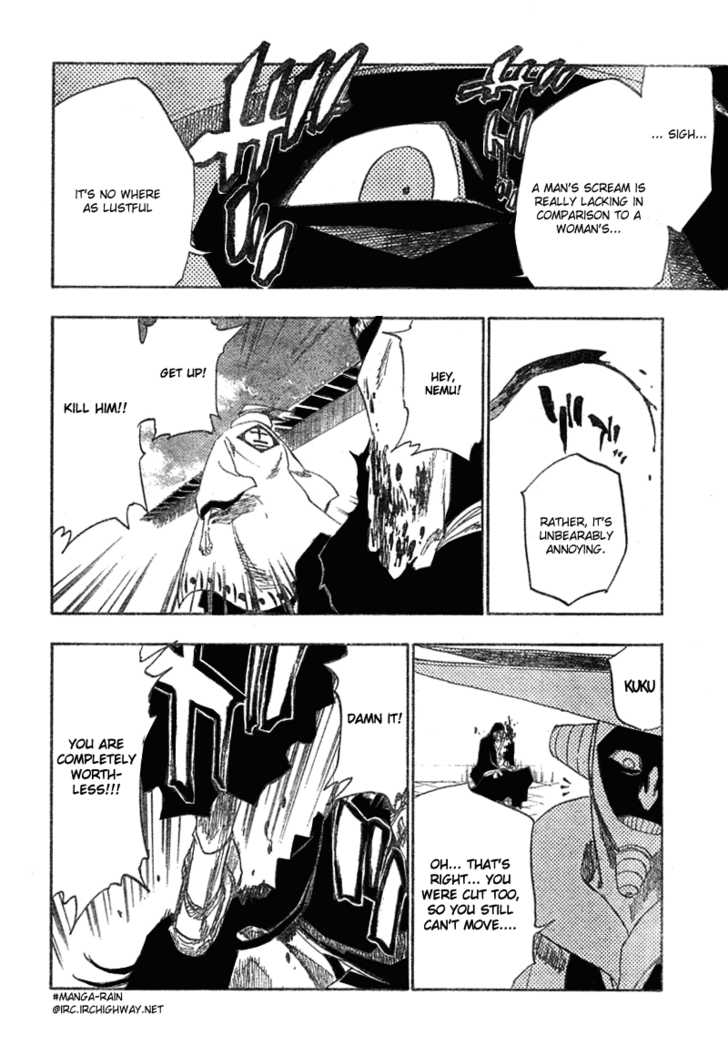 ... SIGH...
A MAN'S SCREAM IS
REALLY LACKING IN
COMPARISON TO A
WOMAN'S...
IT'S NO WHERE
AS LUSTFUL
RATHER, IT'S
UNBEARABLY
ANNOYING.
HEY,
NEMU!
GET UP!
KILL HIM!!
十二
KUKU
OH... THAT'S
RIGHT... YOU
WERE CUT TOO,
SO YOU STILL
CAN'T MOVE....
DAMN IT!
YOU ARE
COMPLETELY
WORTH-
LESS!!!
#MANGA-RAIN
@IRC.IRCHIGHWAY.NET